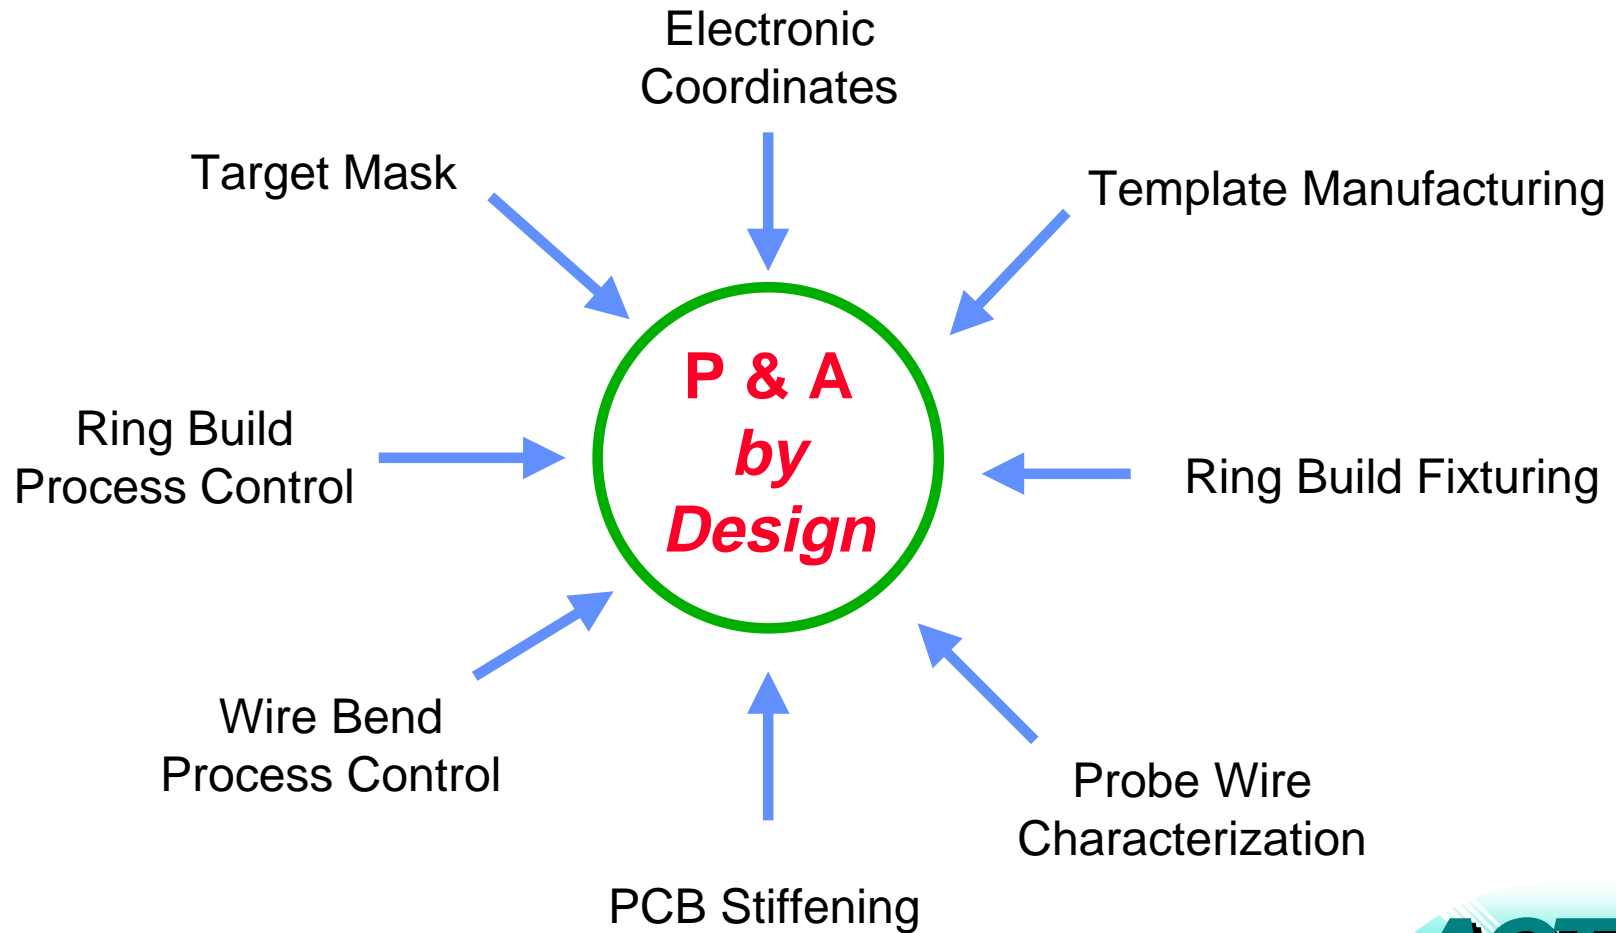 Electronic
Coordinates
Target Mask
Template Manufacturing
P & A
by
Design
Ring Build
Process Control
Ring Build Fixturing
Wire Bend
Process Control
Probe Wire
Characterization
PCB Stiffening